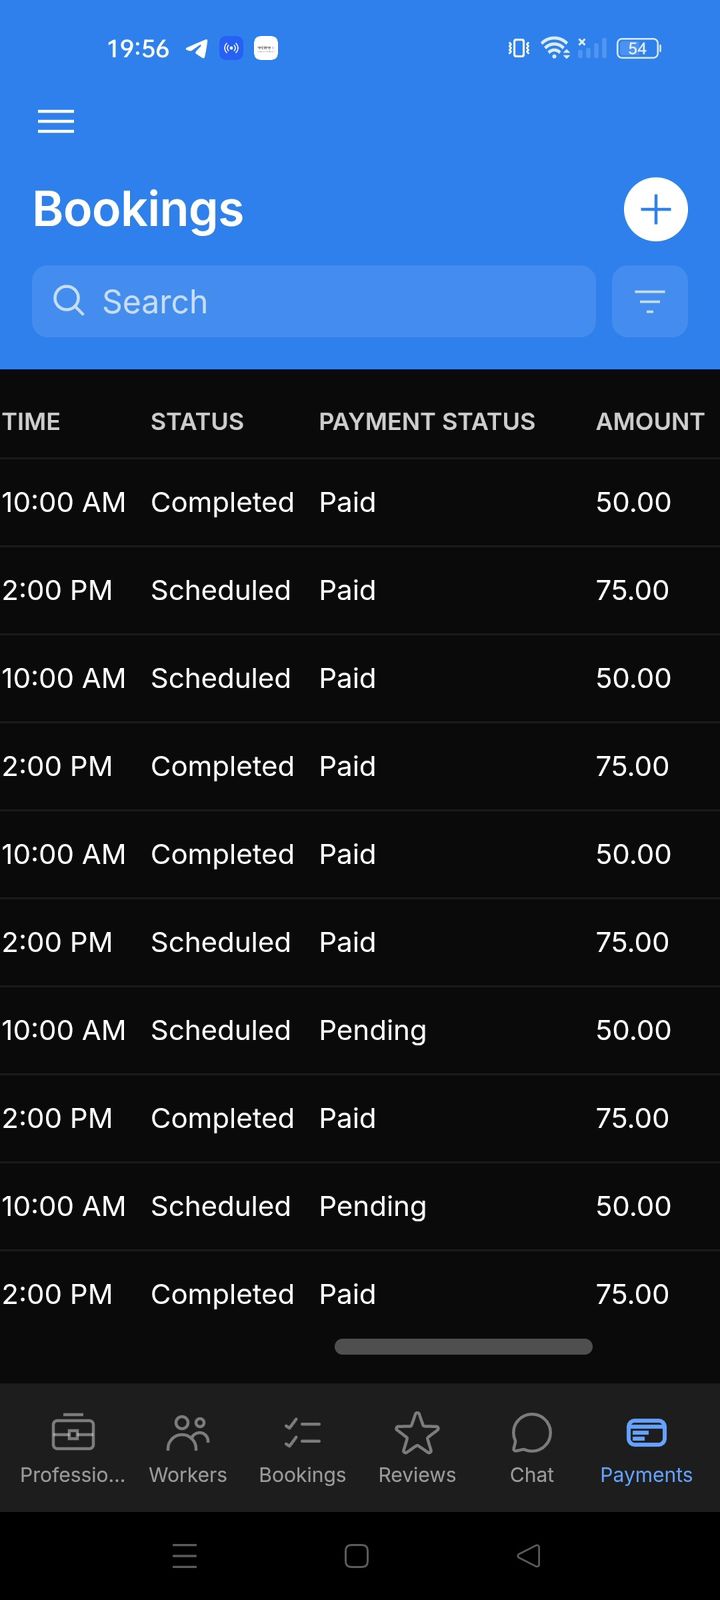 19:56
54
Bookings
Search
TIME STATUS PAYMENT STATUS AMOUNT
10:00 AM Completed Paid 50.00
2:00 PM Scheduled Paid 75.00
10:00 AM Scheduled Paid 50.00
2:00 PM Completed Paid 75.00
10:00 AM Completed Paid 50.00
2:00 PM Scheduled Paid 75.00
10:00 AM Scheduled Pending 50.00
2:00 PM Completed Paid 75.00
10:00 AM Scheduled Pending 50.00
2:00 PM Completed Paid 75.00
Professio... Workers Bookings Reviews Chat Payments